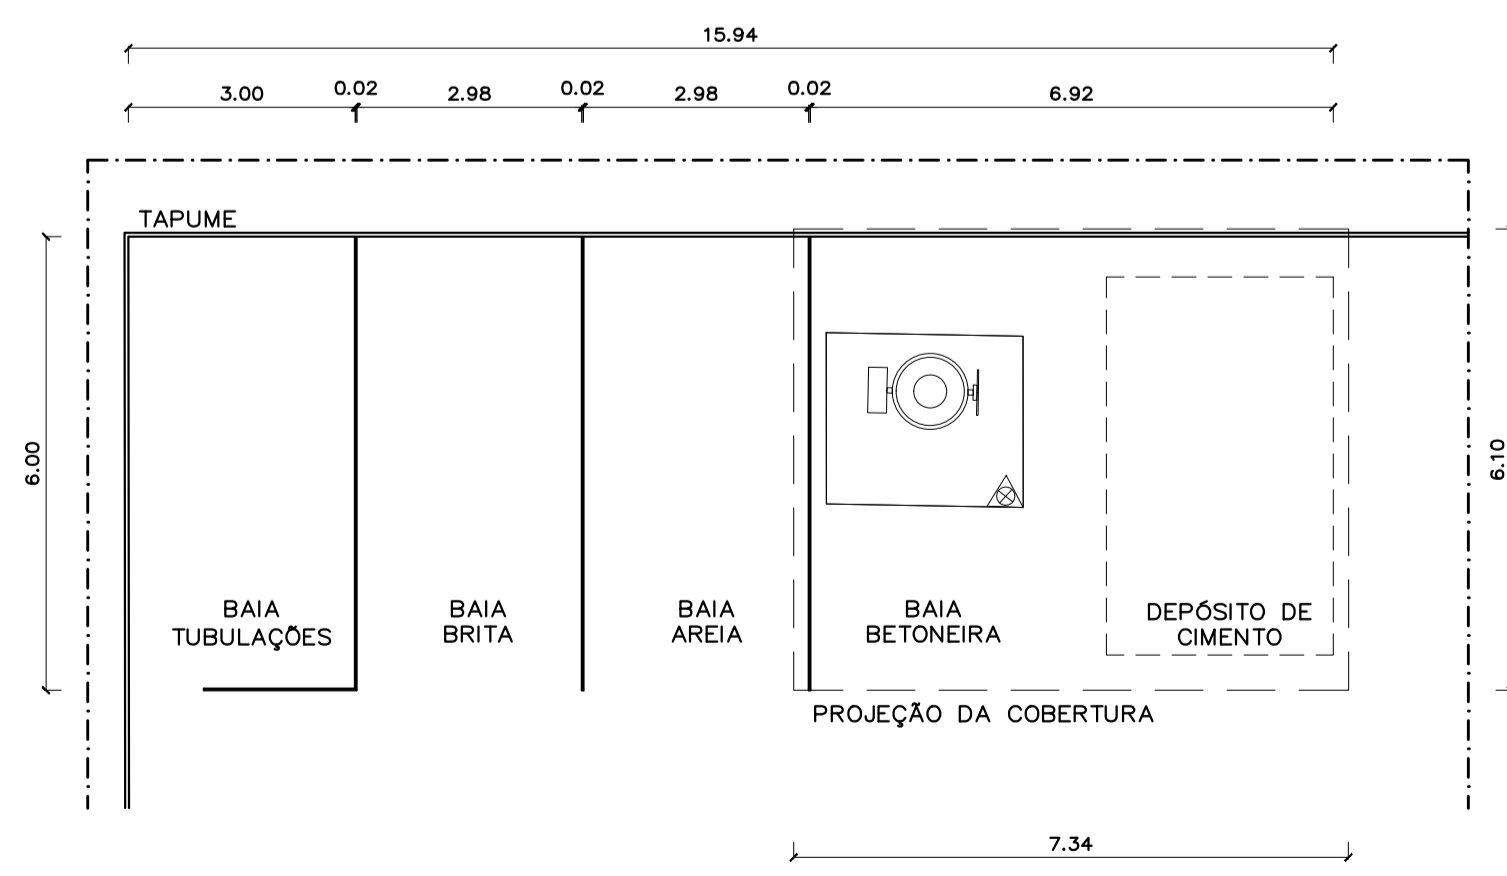 15.94
3.00
0.02
2.98
0.02
2.98
0.02
6.92
TAPUME
6.00
6.10
BAIA
TUBULAÇÕES
BAIA
BRITA
BAIA
AREIA
BAIA
BETONEIRA
DEPÓSITO DE
CIMENTO
PROJEÇÃO DA COBERTURA
7.34